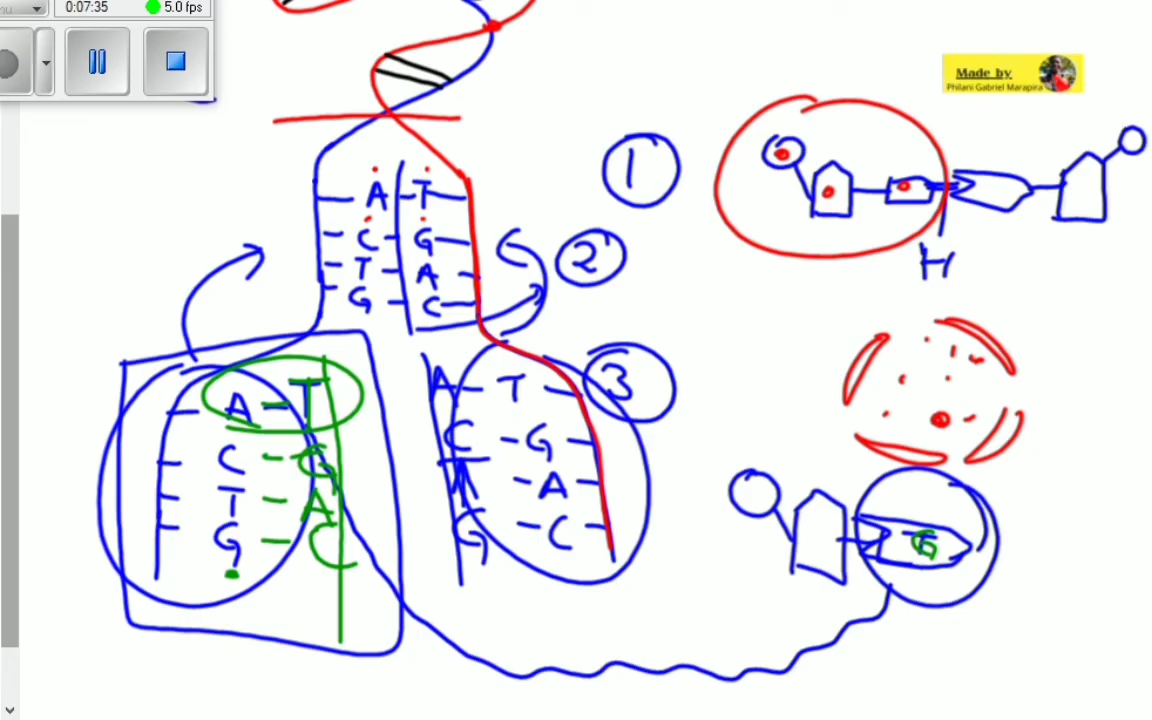 0:07:35 5.0 fps
Made by
Philani Gabriel Marapira
1
A T
C G
T A
G C
2
H
3
A - T
C - G
T - A
G - C
A - T
C - G
T - A
G - C